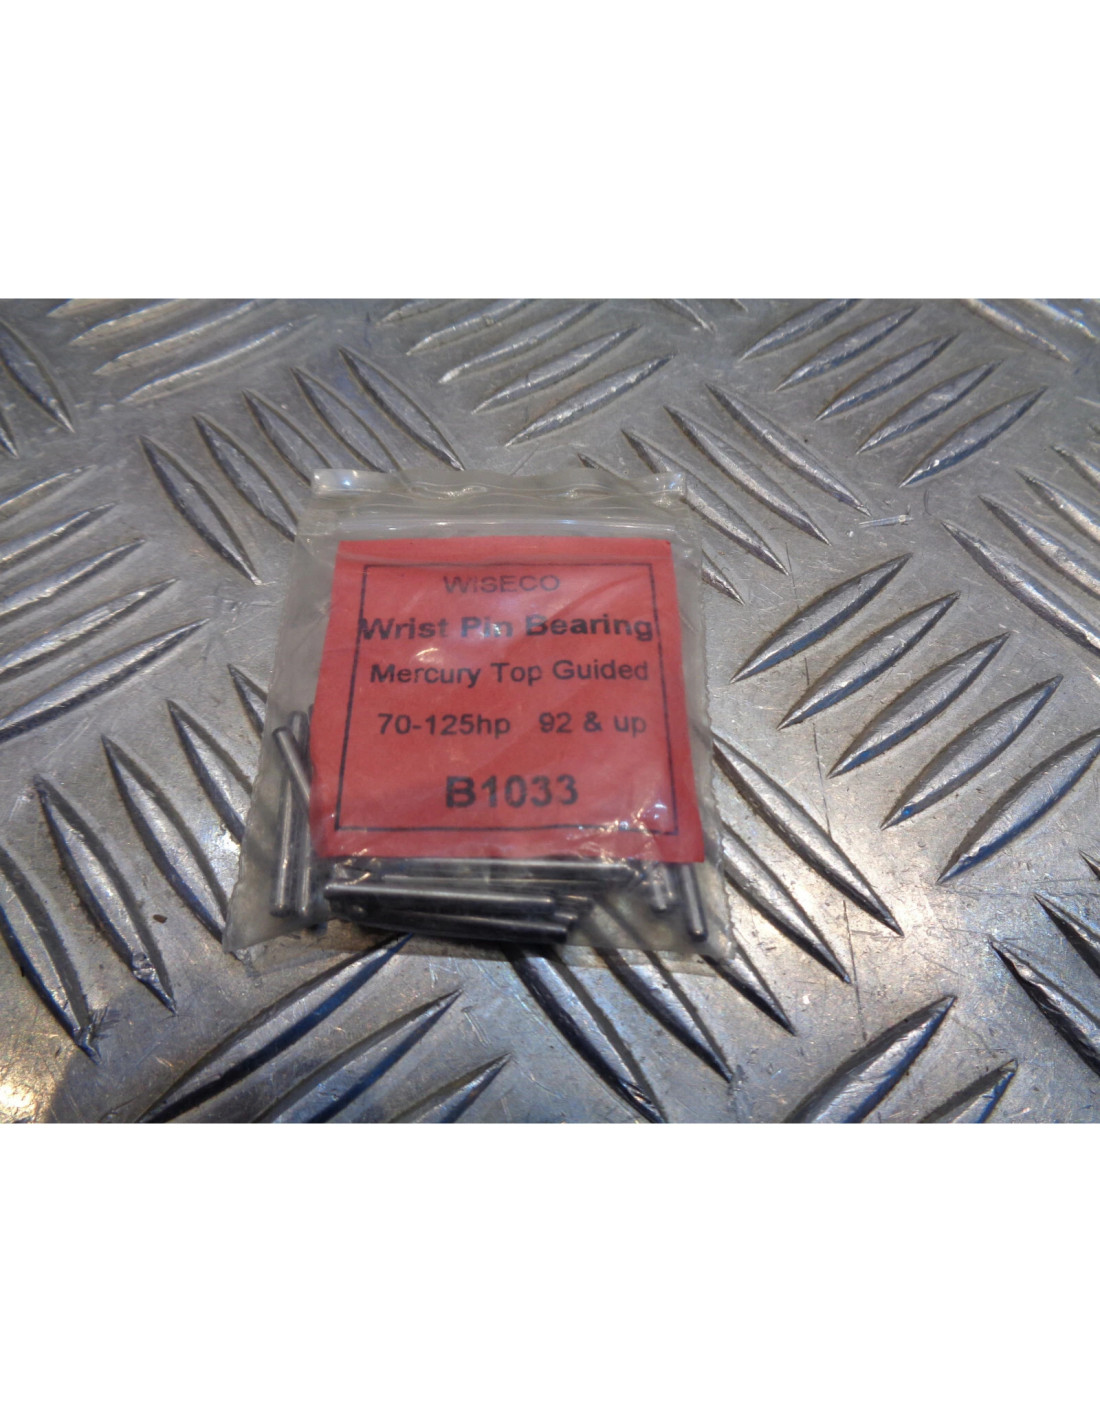 WISECO
Wrist Pin Bearing
Mercury Top Guided
70-125hp 92 & up
B1033